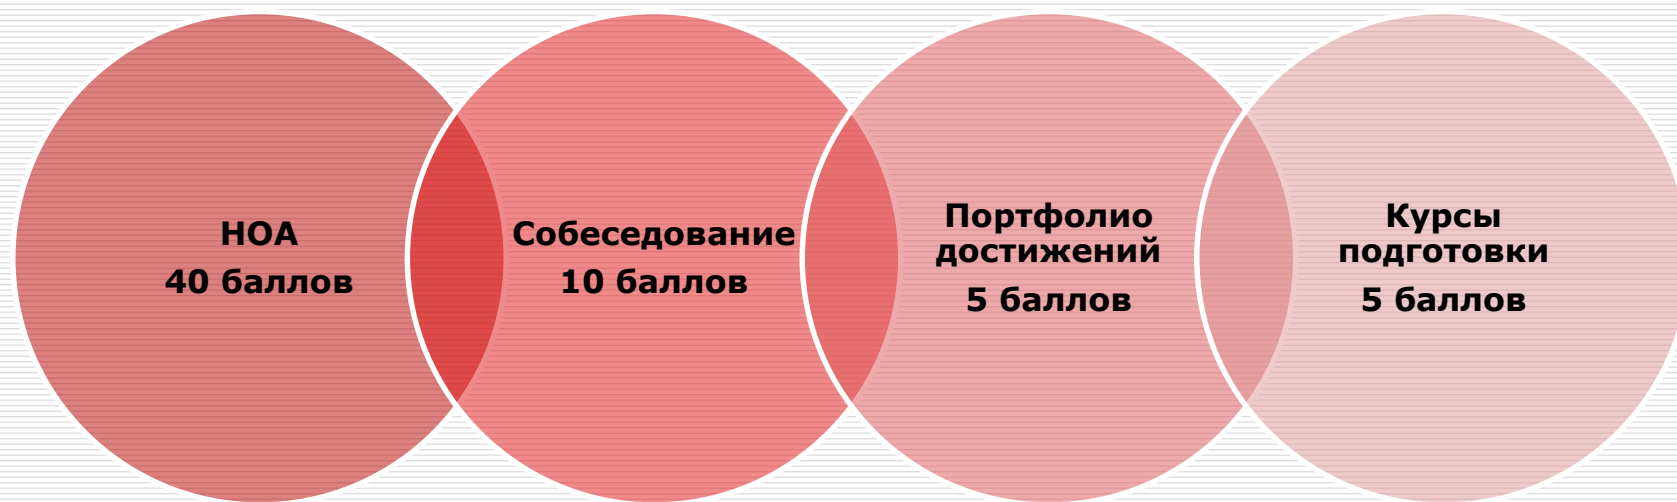 НОА
40 баллов
Собеседование
10 баллов
Портфолио
достижений
5 баллов
Курсы
подготовки
5 баллов